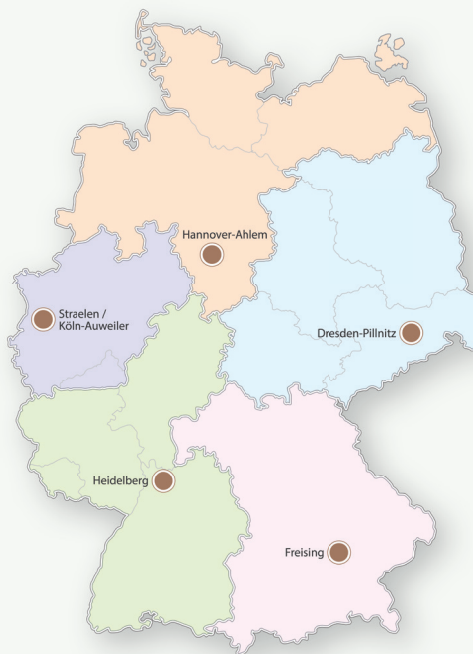 Hannover-Ahlem
Straelen /
Köln-Auweiler
Dresden-Pillnitz
Heidelberg
Freising